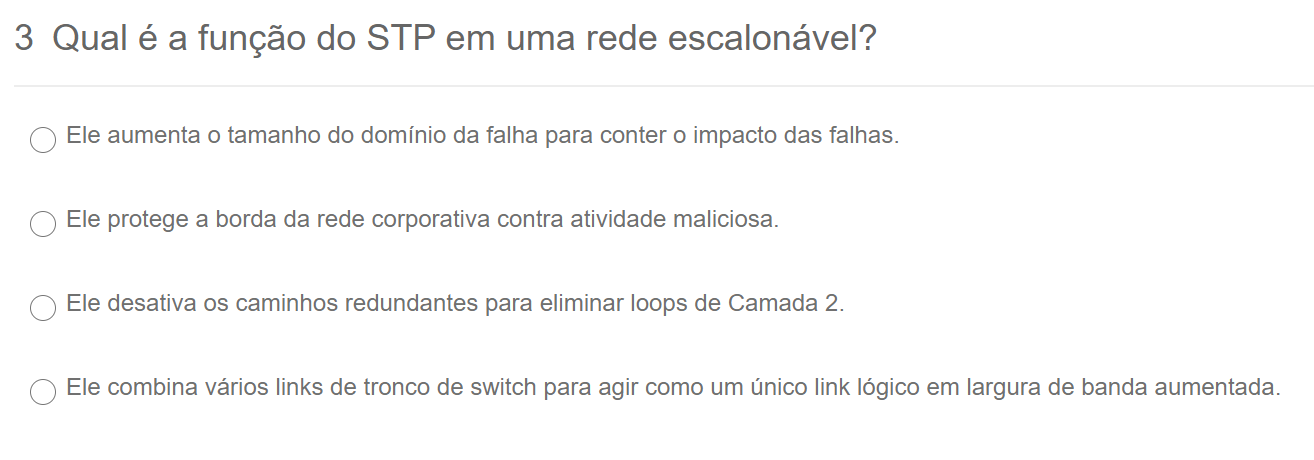 3 Qual é a função do STP em uma rede escalonável?
Ele aumenta o tamanho do domínio da falha para conter o impacto das falhas.
Ele protege a borda da rede corporativa contra atividade maliciosa.
Ele desativa os caminhos redundantes para eliminar loops de Camada 2.
Ele combina vários links de tronco de switch para agir como um único link lógico em largura de banda aumentada.